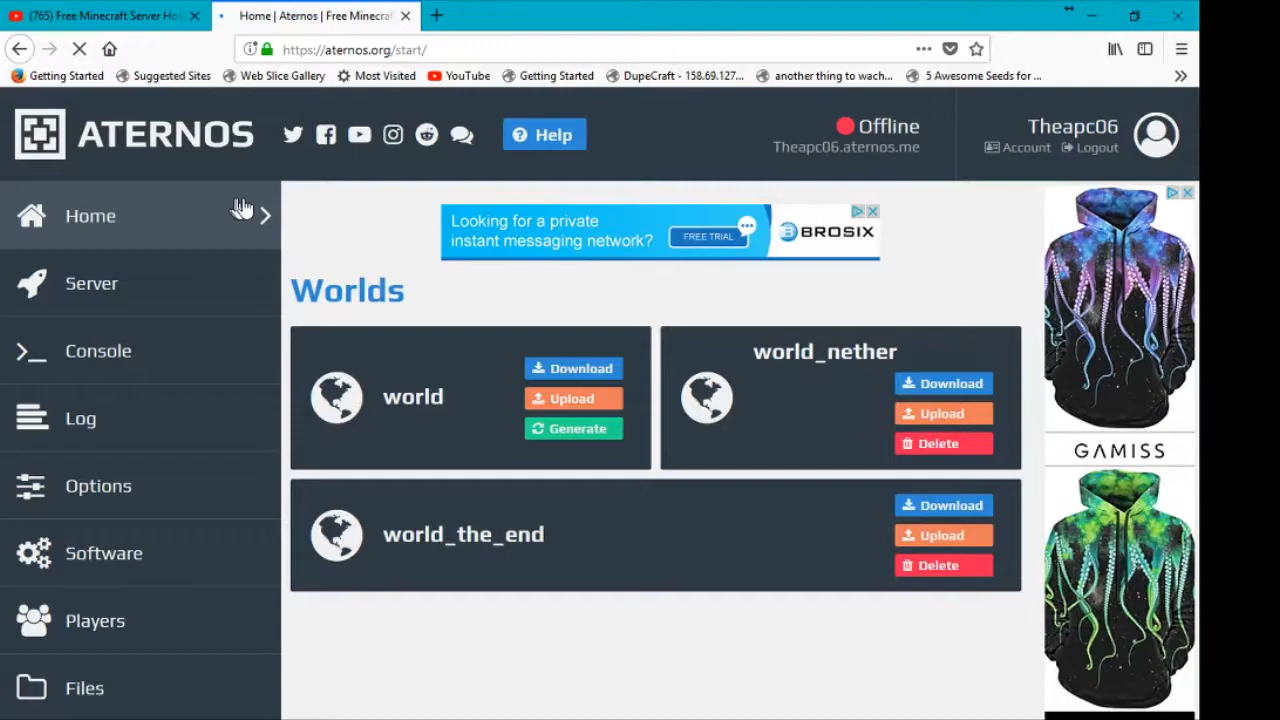 (765) Free Minecraft Server Hos
Home | Aternos | Free Minecraft
https://aternos.org/start/
Getting Started
Suggested Sites
Web Slice Gallery
Most Visited
YouTube
Getting Started
DupeCraft - 158.69.127...
another thing to wach...
5 Awesome Seeds for ...
ATERNOS
Help
Offline
Theapc06.aternos.me
Theapc06
Account
Logout
Home
Server
Console
Log
Options
Software
Players
Files
Looking for a private
instant messaging network?
FREE TRIAL
BROSIX
Worlds
world
Download
Upload
Generate
world_nether
Download
Upload
Delete
world_the_end
Download
Upload
Delete
GAMISS